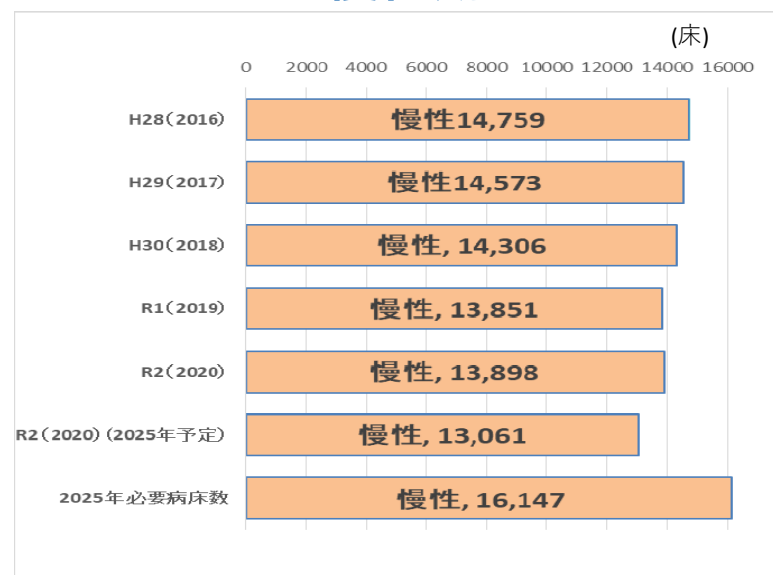 (床)
0 2000 4000 6000 8000 10000 12000 14000 16000
H28(2016) 慢性14,759
H29(2017) 慢性14,573
H30(2018) 慢性, 14,306
R1(2019) 慢性, 13,851
R2(2020) 慢性, 13,898
R2(2020) (2025年予定) 慢性, 13,061
2025年必要病床数 慢性, 16,147